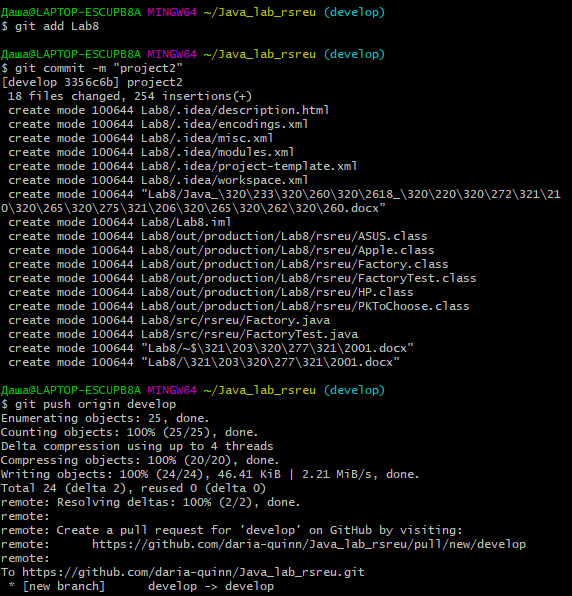 Даша@LAPTOP-ESCUPB8A MINGW64 ~/Java_lab_rsreu (develop)
$ git add Lab8
Даша@LAPTOP-ESCUPB8A MINGW64 ~/Java_lab_rsreu (develop)
$ git commit -m "project2"
[develop 3356c6b] project2
 18 files changed, 254 insertions(+)
 create mode 100644 Lab8/.idea/description.html
 create mode 100644 Lab8/.idea/encodings.xml
 create mode 100644 Lab8/.idea/misc.xml
 create mode 100644 Lab8/.idea/modules.xml
 create mode 100644 Lab8/.idea/project-template.xml
 create mode 100644 Lab8/.idea/workspace.xml
 create mode 100644 "Lab8/Java_\320\233\320\260\320\2618_\320\220\320\272\321\21
0\320\265\320\275\321\206\320\265\320\262\320\260.docx"
 create mode 100644 Lab8/Lab8.iml
 create mode 100644 Lab8/out/production/Lab8/rsreu/ASUS.class
 create mode 100644 Lab8/out/production/Lab8/rsreu/Apple.class
 create mode 100644 Lab8/out/production/Lab8/rsreu/Factory.class
 create mode 100644 Lab8/out/production/Lab8/rsreu/FactoryTest.class
 create mode 100644 Lab8/out/production/Lab8/rsreu/HP.class
 create mode 100644 Lab8/out/production/Lab8/rsreu/PKToChoose.class
 create mode 100644 Lab8/src/rsreu/Factory.java
 create mode 100644 Lab8/src/rsreu/FactoryTest.java
 create mode 100644 "Lab8/~$\321\203\320\277\321\2001.docx"
 create mode 100644 "Lab8/\321\203\320\277\321\2001.docx"
Даша@LAPTOP-ESCUPB8A MINGW64 ~/Java_lab_rsreu (develop)
$ git push origin develop
Enumerating objects: 25, done.
Counting objects: 100% (25/25), done.
Delta compression using up to 4 threads
Compressing objects: 100% (20/20), done.
Writing objects: 100% (24/24), 46.41 KiB | 2.21 MiB/s, done.
Total 24 (delta 2), reused 0 (delta 0)
remote: Resolving deltas: 100% (2/2), done.
remote:
remote: Create a pull request for 'develop' on GitHub by visiting:
remote:      https://github.com/daria-quinn/Java_lab_rsreu/pull/new/develop
remote:
To https://github.com/daria-quinn/Java_lab_rsreu.git
 * [new branch]      develop -> develop